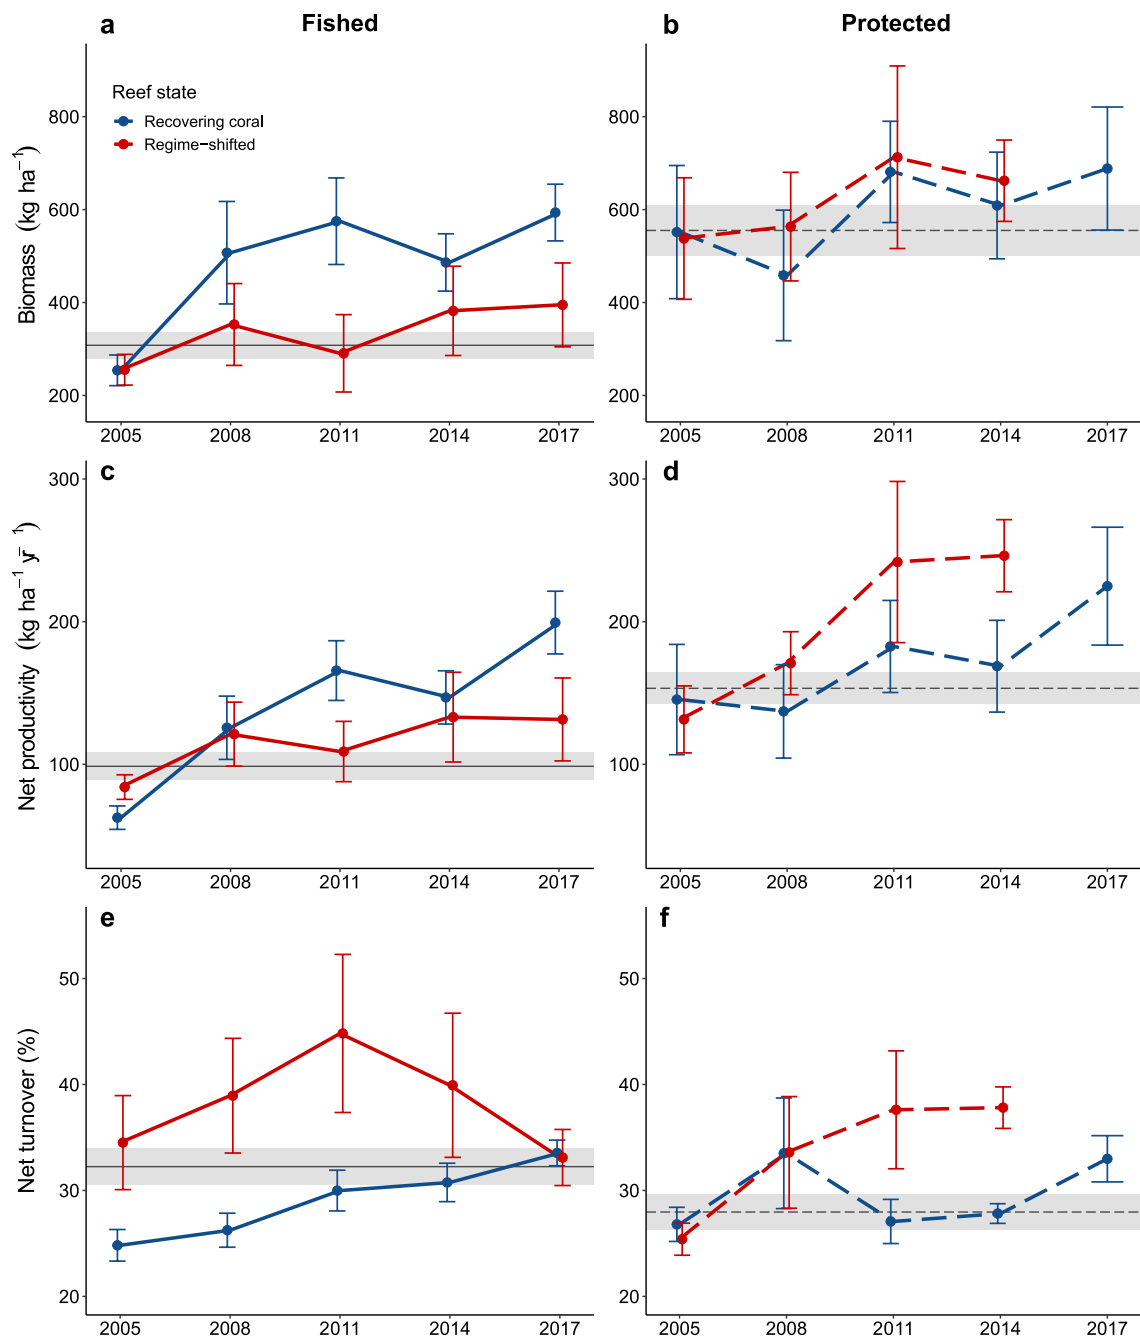 a Fished b Protected
Reef state
Recovering coral
Regime−shifted
Biomass (kg ha−1)
800 800
600 600
400 400
200 200
2005 2008 2011 2014 2017 2005 2008 2011 2014 2017
c d
Net productivity (kg ha−1 yr−1)
300 300
200 200
100 100
2005 2008 2011 2014 2017 2005 2008 2011 2014 2017
e f
Net turnover (%)
50 50
40 40
30 30
20 20
2005 2008 2011 2014 2017 2005 2008 2011 2014 2017